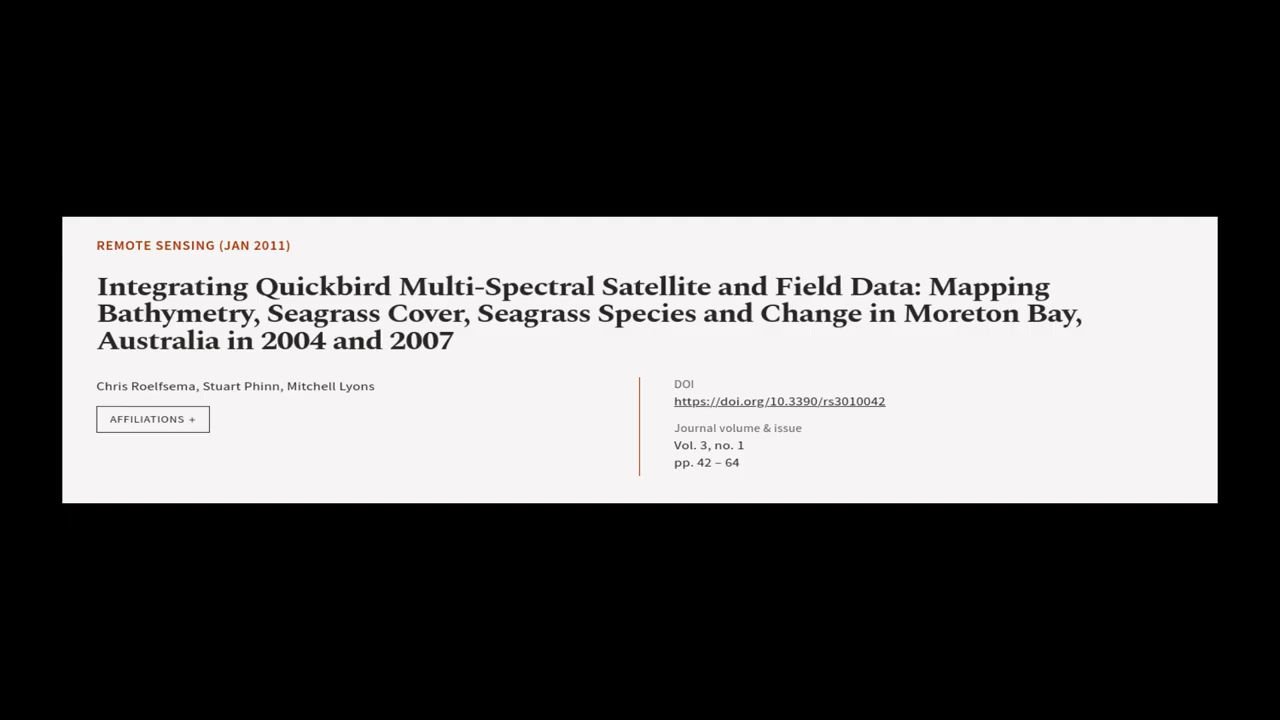 REMOTE SENSING (JAN 2011)
Integrating Quickbird Multi-Spectral Satellite and Field Data: Mapping
Bathymetry, Seagrass Cover, Seagrass Species and Change in Moreton Bay,
Australia in 2004 and 2007
Chris Roelfsema, Stuart Phinn, Mitchell Lyons
AFFILIATIONS +
DOI
https://doi.org/10.3390/rs3010042
Journal volume & issue
Vol. 3, no. 1
pp. 42 – 64